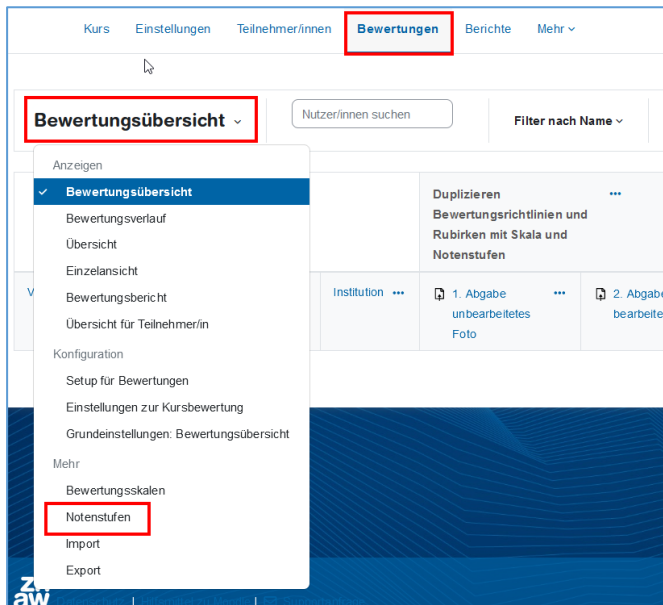 Kurs Einstellungen Teilnehmer/innen Bewertungen Berichte Mehr
Bewertungsübersicht
Nutzer/innen suchen
Filter nach Name
Anzeigen
Bewertungsübersicht
Bewertungsverlauf
Übersicht
Einzelansicht
Bewertungsbericht
Übersicht für Teilnehmer/in
Konfiguration
Setup für Bewertungen
Einstellungen zur Kursbewertung
Grundeinstellungen: Bewertungsübersicht
Mehr
Bewertungsskalen
Notenstufen
Import
Export
Duplizieren
Bewertungsrichtlinien und
Rubirken mit Skala und
Notenstufen
V
Institution
1. Abgabe
unbearbeitetes
Foto
2. Abgabe
bearbeite
zh
aw